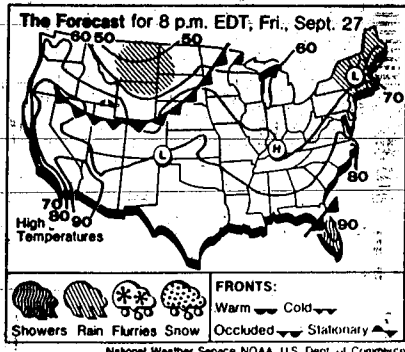 The Forecast for 8 p.m. EDT, Fri., Sept. 27
60 50
50
60
L
70
H
L
80
70
80
90
High
Temperatures
90
Showers Rain Flurries Snow
FRONTS:
Warm Cold
Occluded Stationary
National Weather Service NOAA U.S. Dept. of Commerce